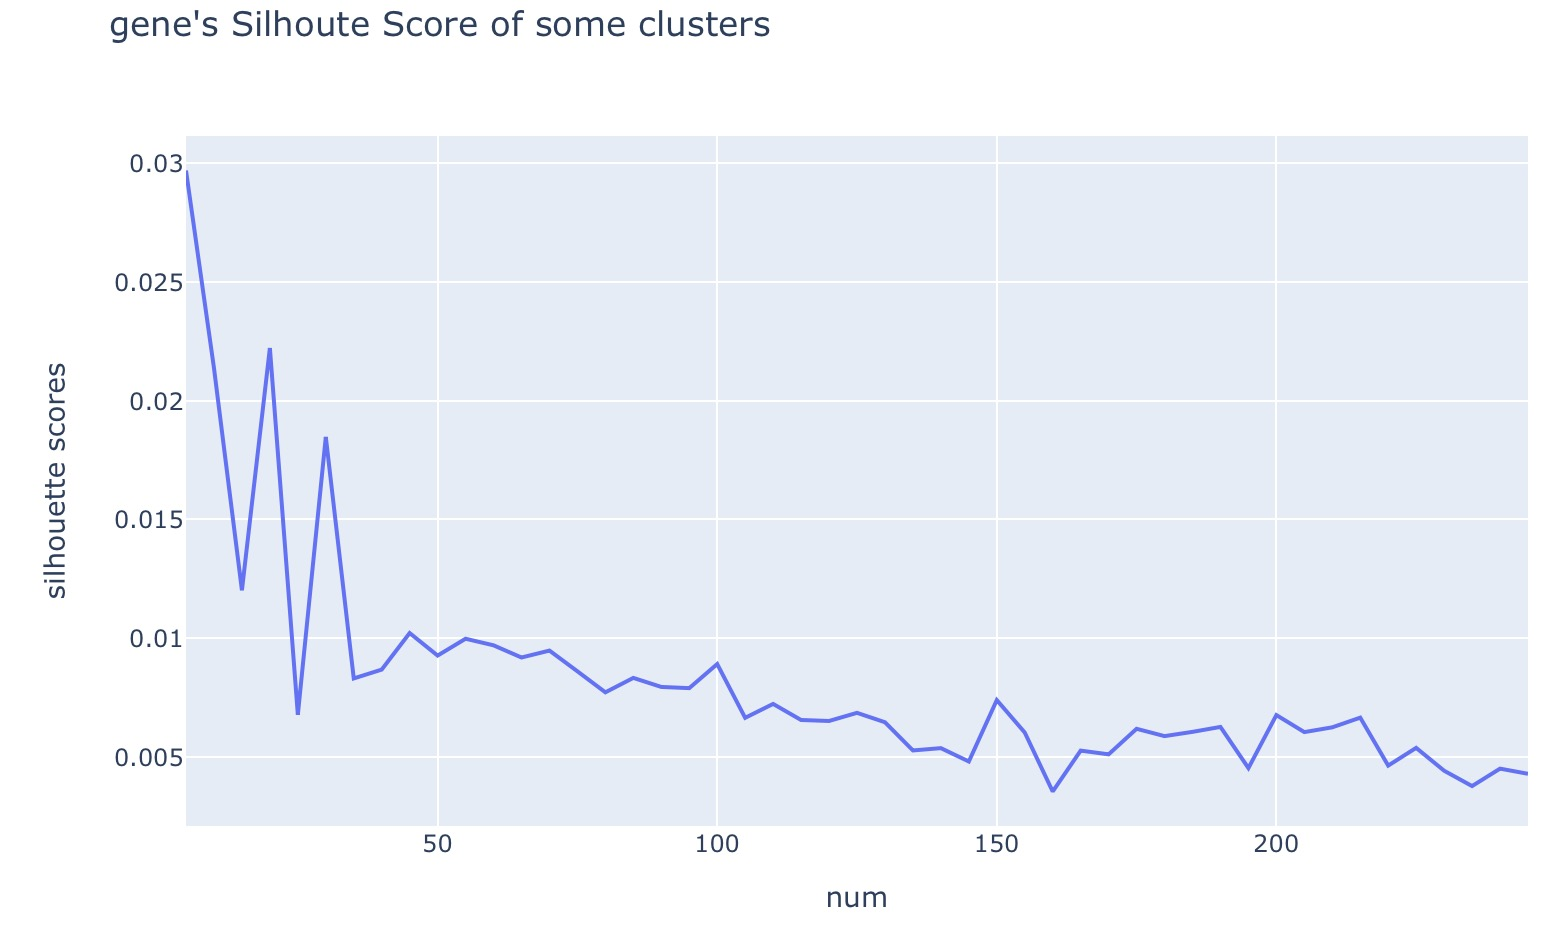 gene's Silhoute Score of some clusters
0.03
0.025
0.02
0.015
0.01
0.005
silhouette scores
50 100 150 200
num